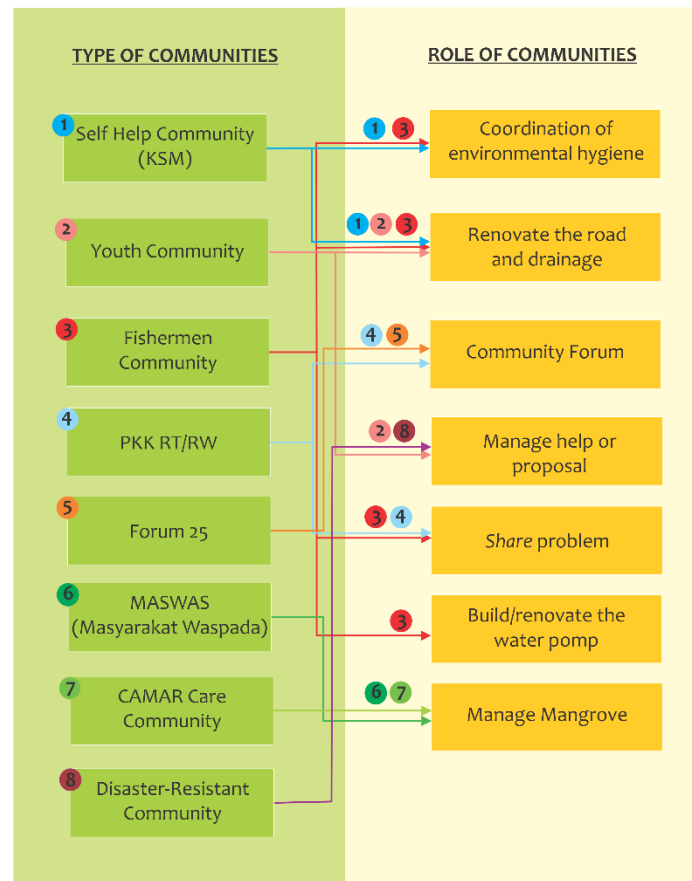 TYPE OF COMMUNITIES
ROLE OF COMMUNITIES
1
Self Help Community
(KSM)
2
Youth Community
3
Fishermen
Community
4
PKK RT/RW
5
Forum 25
6
MASWAS
(Masyarakat Waspada)
7
CAMAR Care
Community
8
Disaster-Resistant
Community
1 3
Coordination of
environmental hygiene
1 2 3
Renovate the road
and drainage
4 5
Community Forum
2 8
Manage help or
proposal
3 4
Share problem
3
Build/renovate the
water pomp
6 7
Manage Mangrove